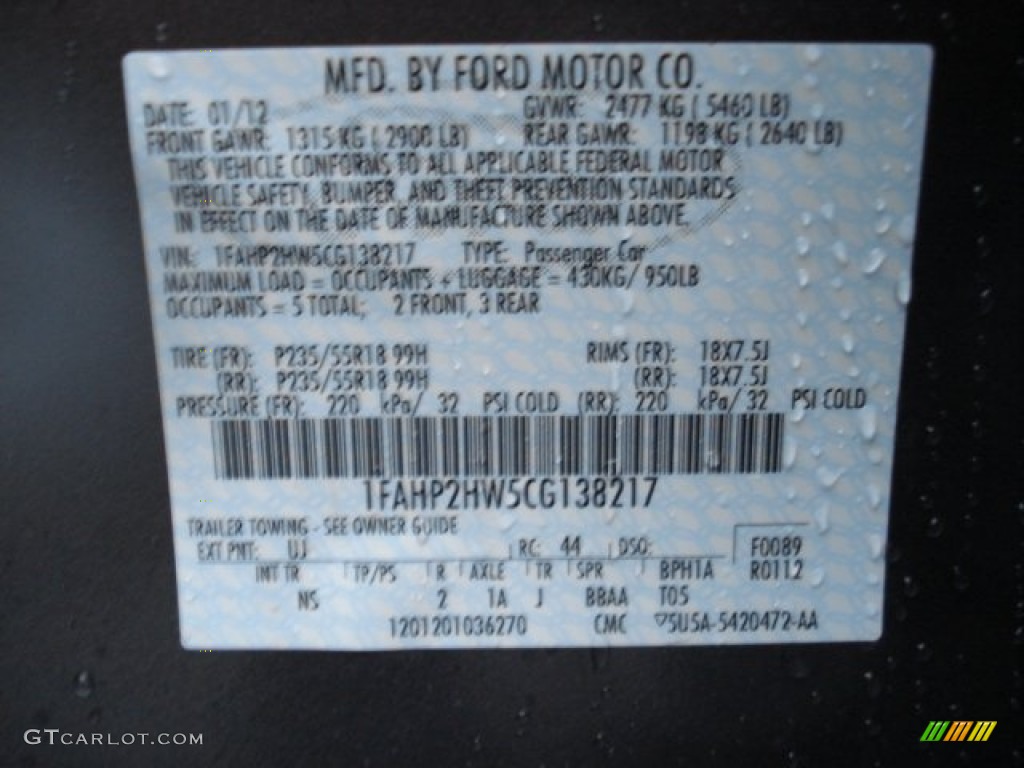 MFD. BY FORD MOTOR CO.
DATE: 01/12 GVWR: 2477 KG ( 5460 LB)
FRONT GAWR: 1315 KG ( 2900 LB) REAR GAWR: 1198 KG ( 2640 LB)
THIS VEHICLE CONFORMS TO ALL APPLICABLE FEDERAL MOTOR
VEHICLE SAFETY, BUMPER, AND THEFT PREVENTION STANDARDS
IN EFFECT ON THE DATE OF MANUFACTURE SHOWN ABOVE.
VIN: 1FAHP2HW5CG138217 TYPE: Passenger Car
MAXIMUM LOAD = OCCUPANTS + LUGGAGE = 430KG/ 950LB
OCCUPANTS = 5 TOTAL; 2 FRONT, 3 REAR
TIRE (FR): P235/55R18 99H RIMS (FR): 18X7.5J
(RR): P235/55R18 99H (RR): 18X7.5J
PRESSURE (FR): 220 kPa/ 32 PSI COLD (RR): 220 kPa/ 32 PSI COLD
1FAHP2HW5CG138217
TRAILER TOWING - SEE OWNER GUIDE
EXT PNT: UJ RC: 44 DSO: F0089
INT TR TP/PS R AXLE TR SPR BPH1A R0112
NS 2 1A J BBAA T05
1201201036270 CMC 5U5A-5420472-AA
GTCARLOT.COM